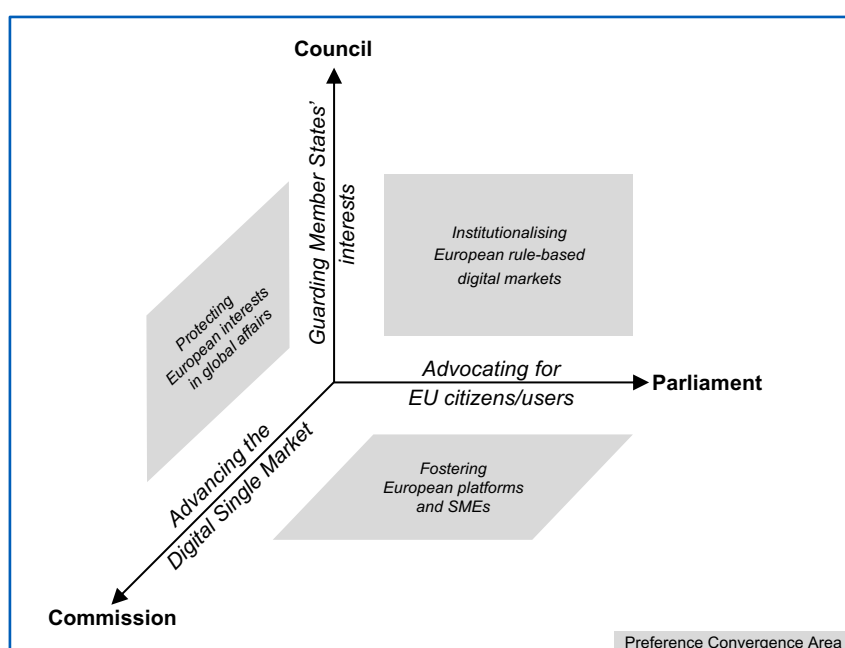 Council
Guarding Member States'
interests
Institutionalising
European rule-based
digital markets
Protecting
European interests
in global affairs
Advocating for
EU citizens/users
Parliament
Advancing the
Digital Single Market
Fostering
European platforms
and SMEs
Commission
Preference Convergence Area